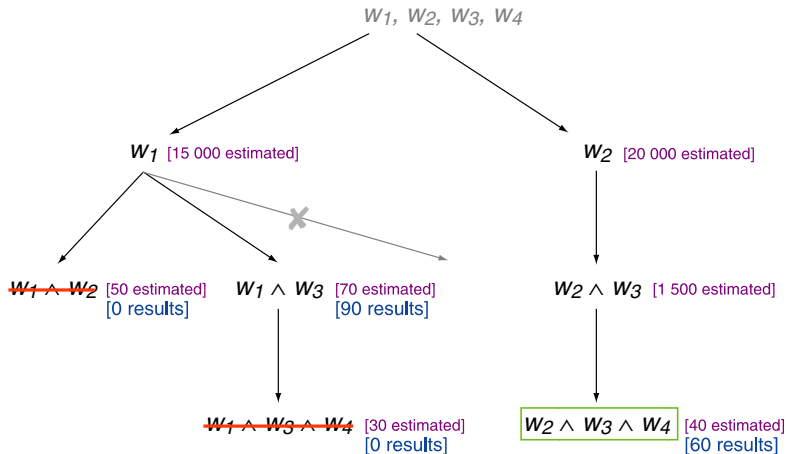 w1, w2, w3, w4
w1 [15 000 estimated]
w2 [20 000 estimated]
w1 ∧ w2 [50 estimated]
[0 results]
w1 ∧ w3 [70 estimated]
[90 results]
w2 ∧ w3 [1 500 estimated]
w1 ∧ w3 ∧ w4 [30 estimated]
[0 results]
w2 ∧ w3 ∧ w4 [40 estimated]
[60 results]